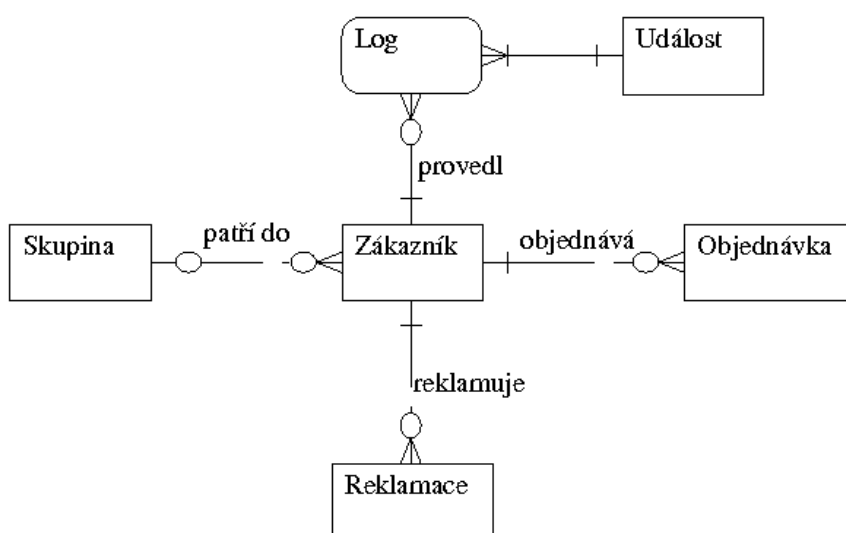 Log
Událost
provedl
Skupina
patří do
Zákazník
objednává
Objednávka
reklamuje
Reklamace